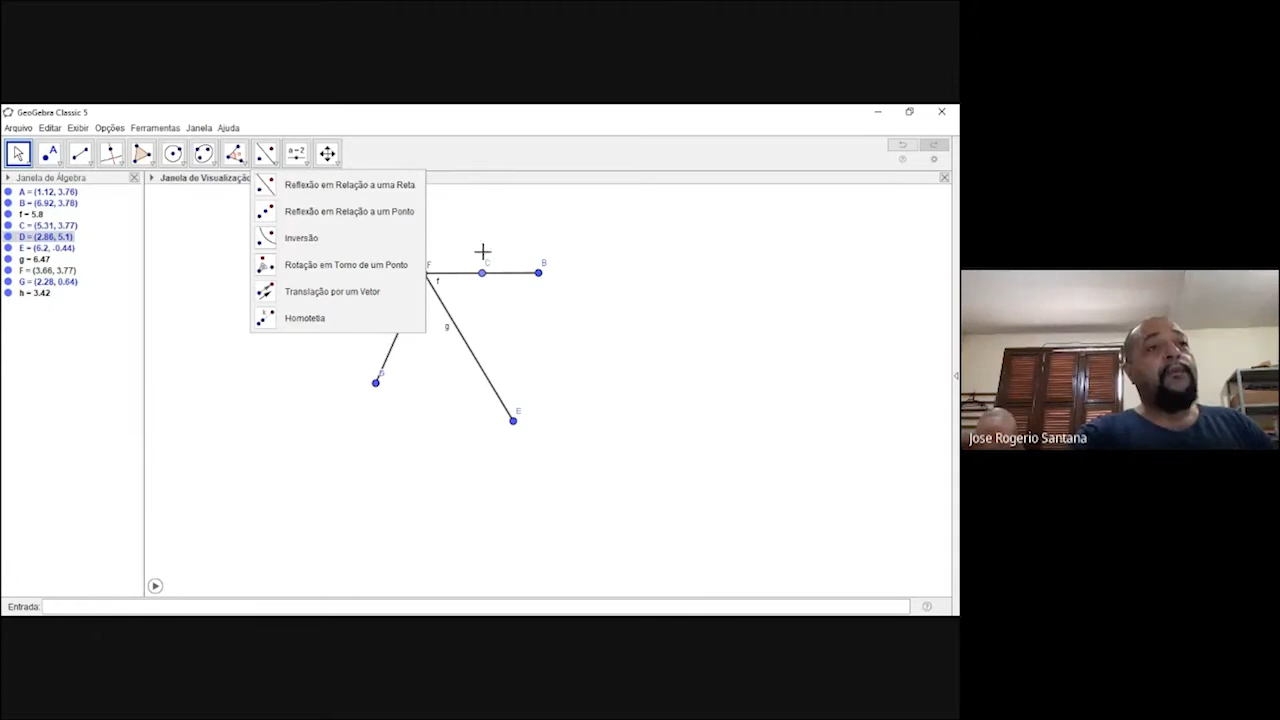 GeoGebra Classic 5
Arquivo Editar Exibir Opções Ferramentas Janela Ajuda
A
a=2
Janela de Álgebra
Janela de Visualização
A = (1.12, 3.76)
B = (6.92, 3.78)
f = 5.8
C = (5.31, 3.77)
D = (2.86, 5.1)
E = (6.2, -0.44)
g = 6.47
F = (3.66, 3.77)
G = (2.28, 0.64)
h = 3.42
Reflexão em Relação a uma Reta
Reflexão em Relação a um Ponto
Inversão
Rotação em Torno de um Ponto
Translação por um Vetor
Homotetia
F
C
B
f
g
E
Entrada:
Jose Rogerio Santana